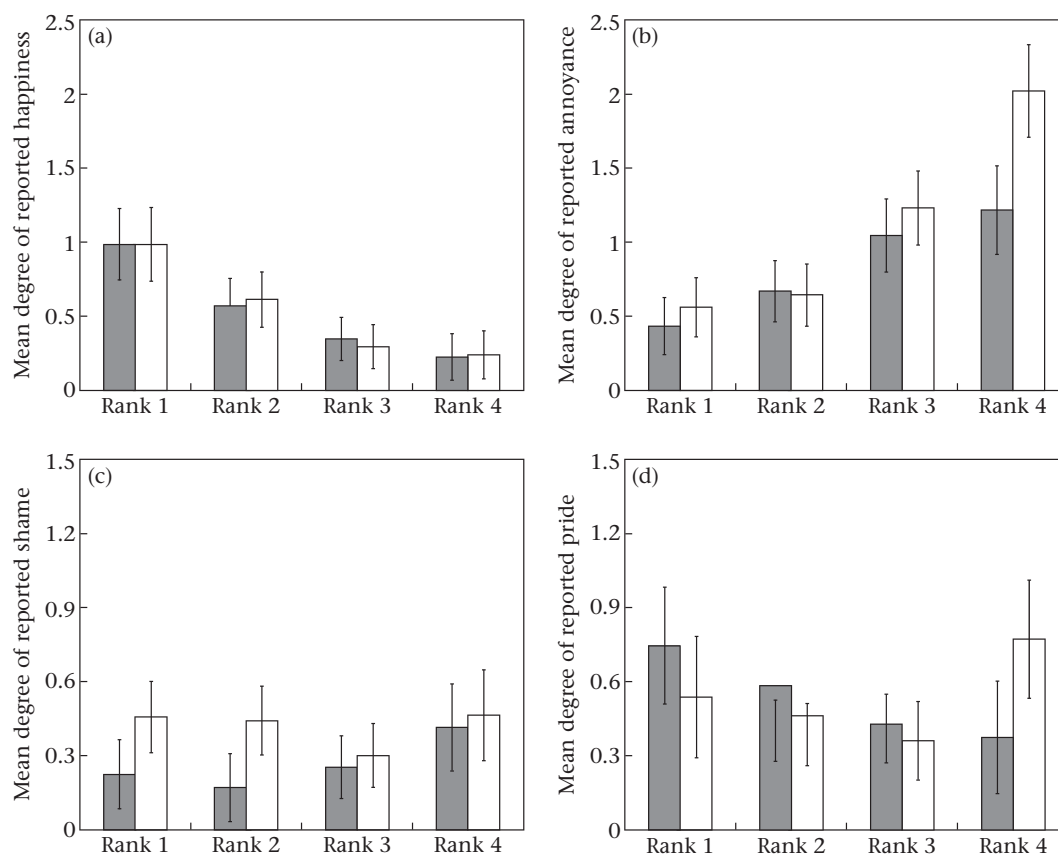 (a)
Mean degree of reported happiness
2.5
2
1.5
1
0.5
0
Rank 1 Rank 2 Rank 3 Rank 4
(b)
Mean degree of reported annoyance
2.5
2
1.5
1
0.5
0
Rank 1 Rank 2 Rank 3 Rank 4
(c)
Mean degree of reported shame
1.5
1.2
0.9
0.6
0.3
0
Rank 1 Rank 2 Rank 3 Rank 4
(d)
Mean degree of reported pride
1.5
1.2
0.9
0.6
0.3
0
Rank 1 Rank 2 Rank 3 Rank 4